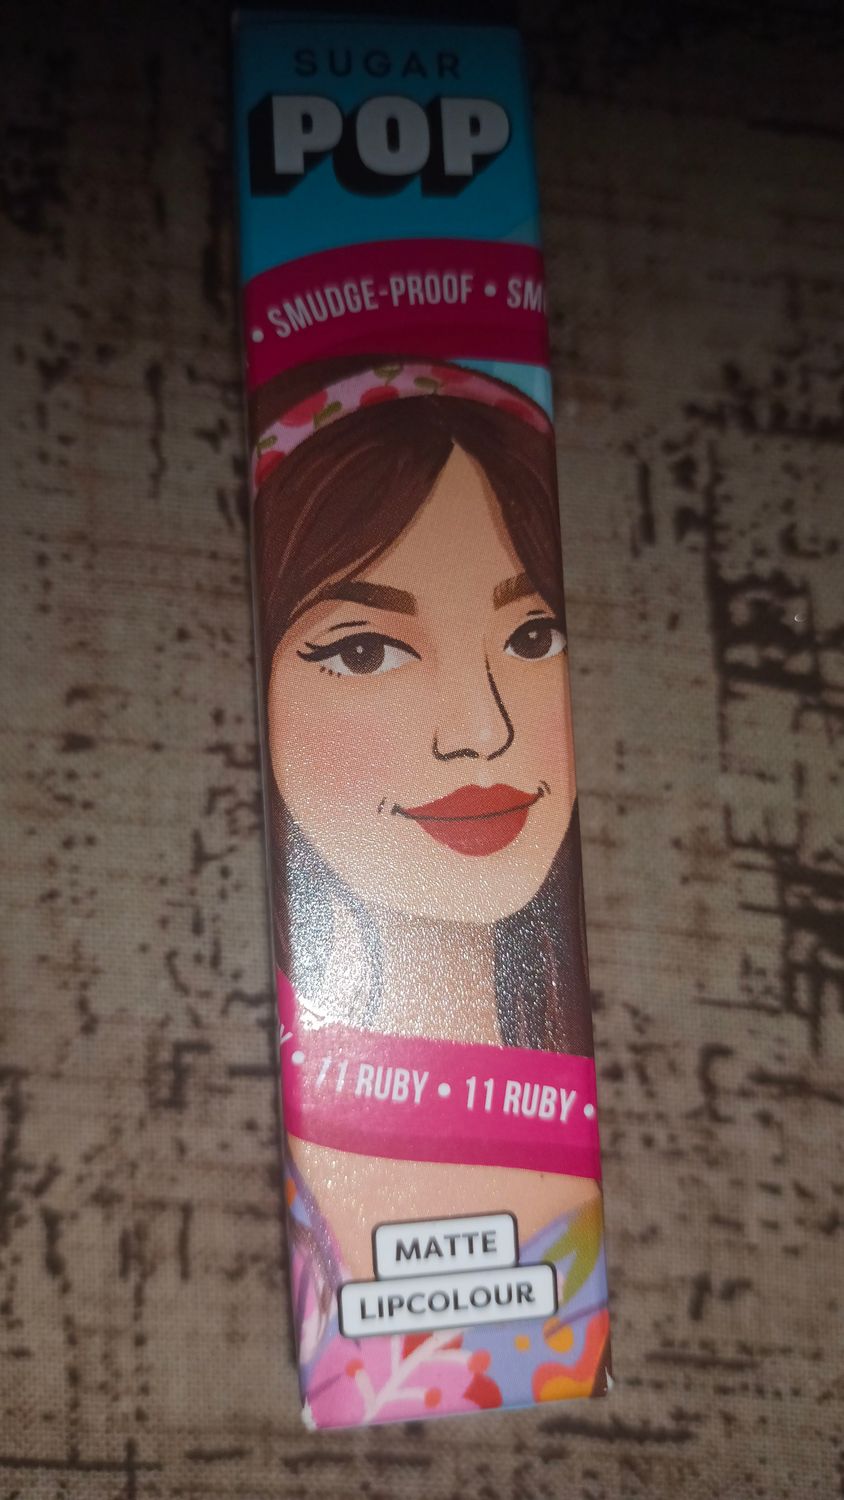 SUGAR
POP
• SMUDGE-PROOF •
• 11 RUBY • 11 RUBY •
MATTE
LIPCOLOUR